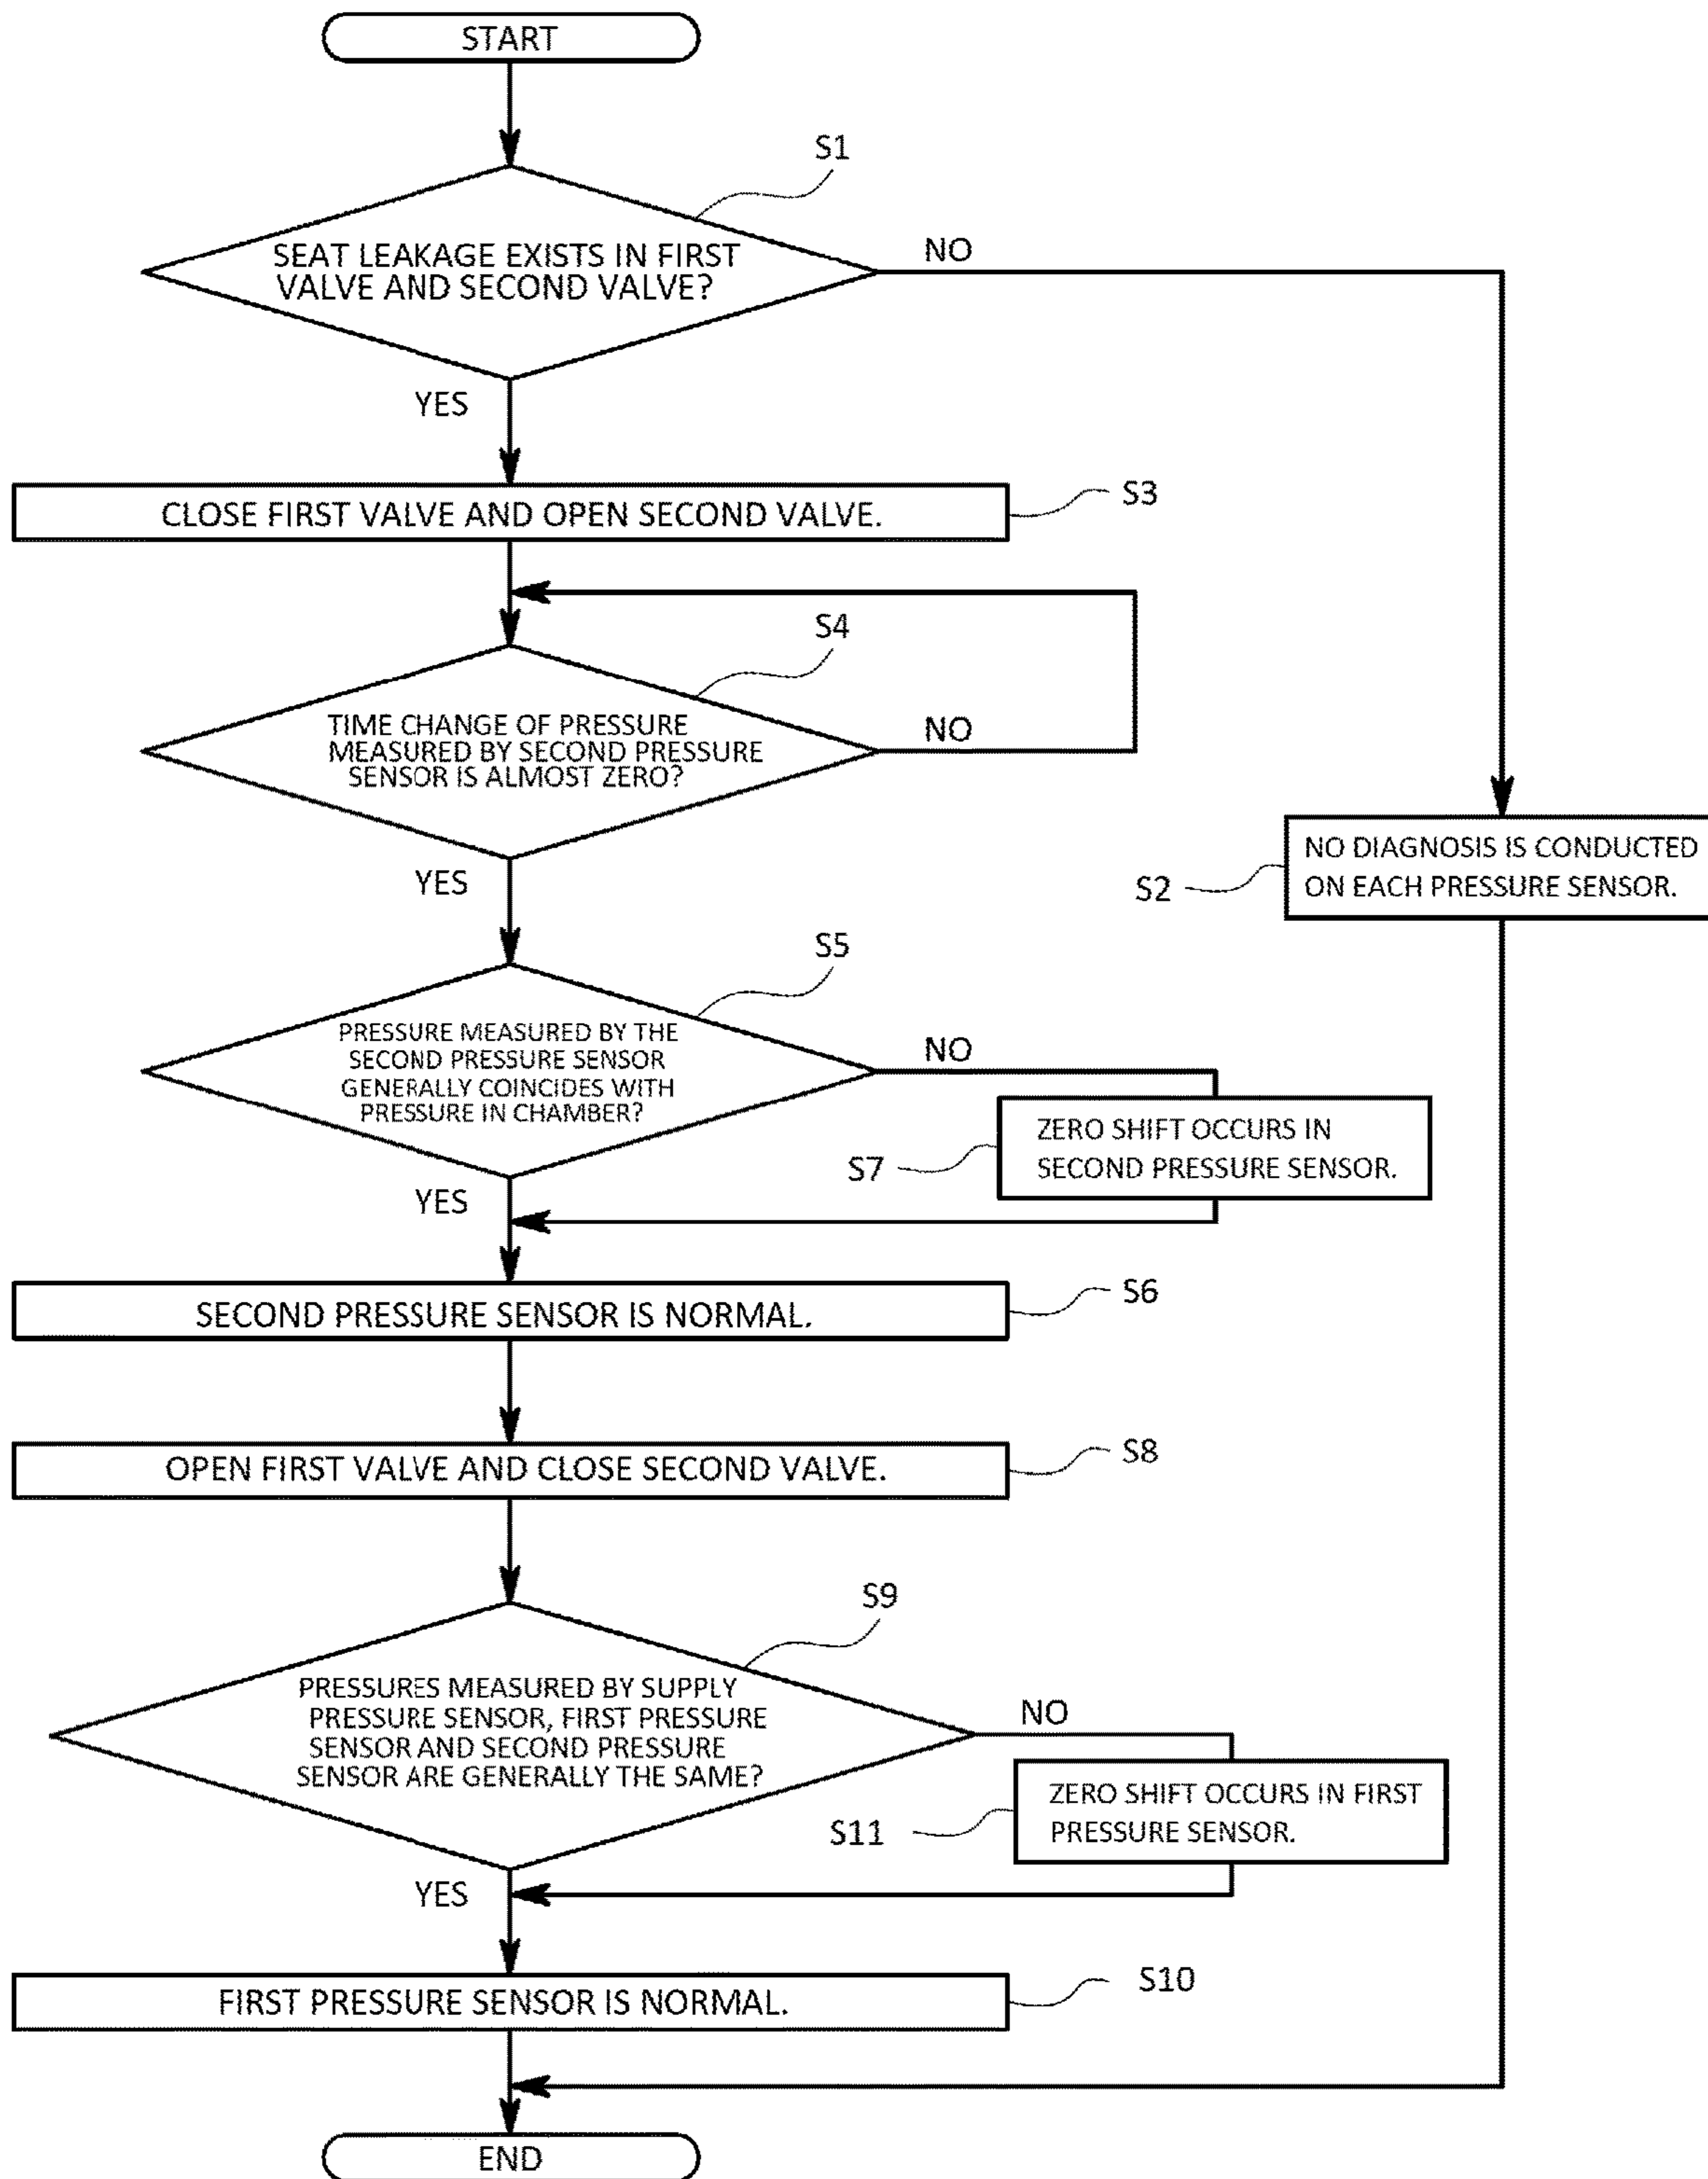 START
S1
SEAT LEAKAGE EXISTS IN FIRST
VALVE AND SECOND VALVE?
NO
YES
CLOSE FIRST VALVE AND OPEN SECOND VALVE.
S3
S4
TIME CHANGE OF PRESSURE
MEASURED BY SECOND PRESSURE
SENSOR IS ALMOST ZERO?
NO
YES
NO DIAGNOSIS IS CONDUCTED
ON EACH PRESSURE SENSOR.
S2
S5
PRESSURE MEASURED BY THE
SECOND PRESSURE SENSOR
GENERALLY COINCIDES WITH
PRESSURE IN CHAMBER?
NO
ZERO SHIFT OCCURS IN
SECOND PRESSURE SENSOR.
S7
YES
SECOND PRESSURE SENSOR IS NORMAL.
S6
OPEN FIRST VALVE AND CLOSE SECOND VALVE.
S8
S9
PRESSURES MEASURED BY SUPPLY
PRESSURE SENSOR, FIRST PRESSURE
SENSOR AND SECOND PRESSURE
SENSOR ARE GENERALLY THE SAME?
NO
ZERO SHIFT OCCURS IN FIRST
PRESSURE SENSOR.
S11
YES
FIRST PRESSURE SENSOR IS NORMAL.
S10
END